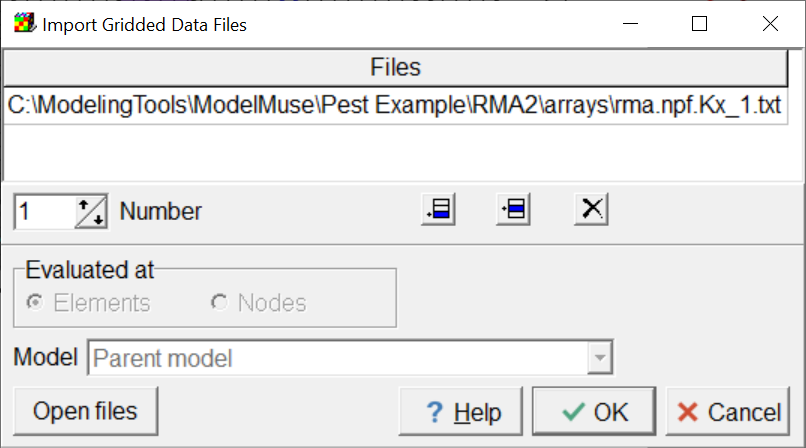 Import Gridded Data Files
Files
C:\ModelingTools\ModelMuse\Pest Example\RMA2\arrays\rma.npf.Kx_1.txt
1 Number
Evaluated at
Elements Nodes
Model Parent model
Open files ? Help OK Cancel